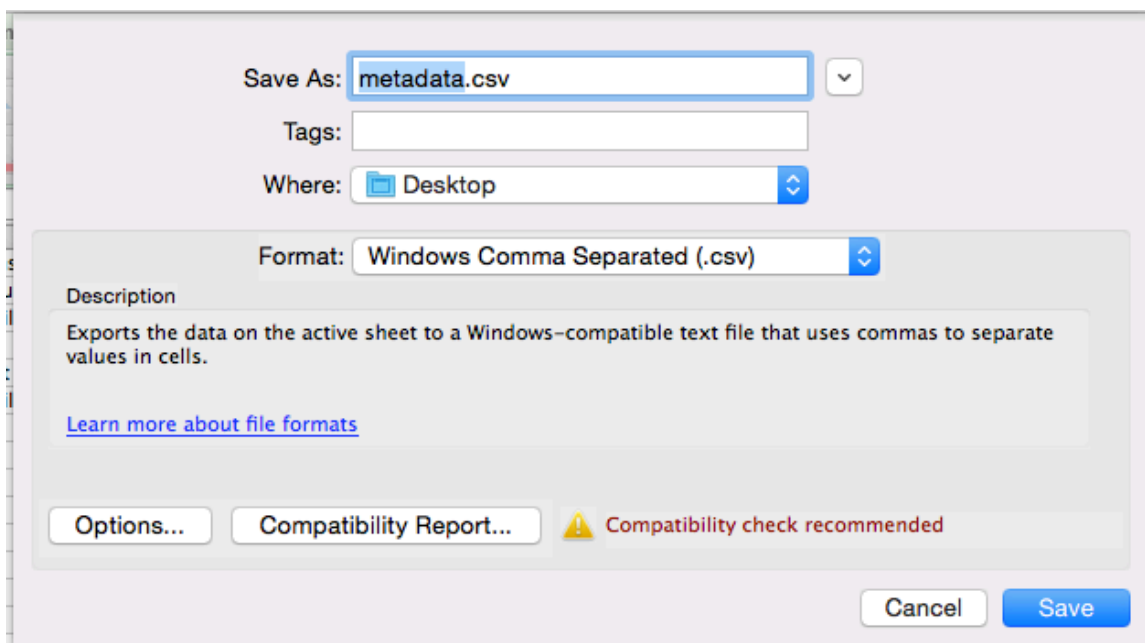 Save As: metadata.csv
Tags:
Where: Desktop
Format: Windows Comma Separated (.csv)
Description
Exports the data on the active sheet to a Windows-compatible text file that uses commas to separate
values in cells.
Learn more about file formats
Options... Compatibility Report... Compatibility check recommended
Cancel Save